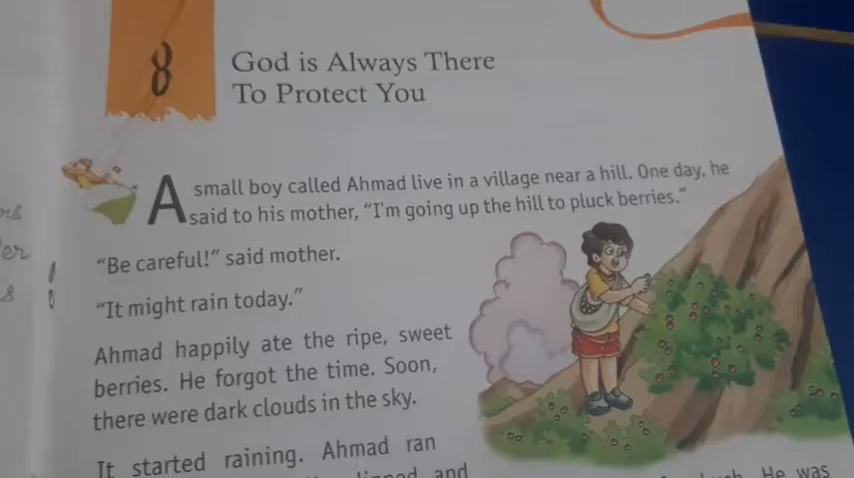 8
God is Always There
To Protect You
A small boy called Ahmad live in a village near a hill. One day, he
said to his mother, “I'm going up the hill to pluck berries.”
“Be careful!” said mother.
“It might rain today.”
Ahmad happily ate the ripe, sweet
berries. He forgot the time. Soon,
there were dark clouds in the sky.
It started raining. Ahmad ran
and
He was